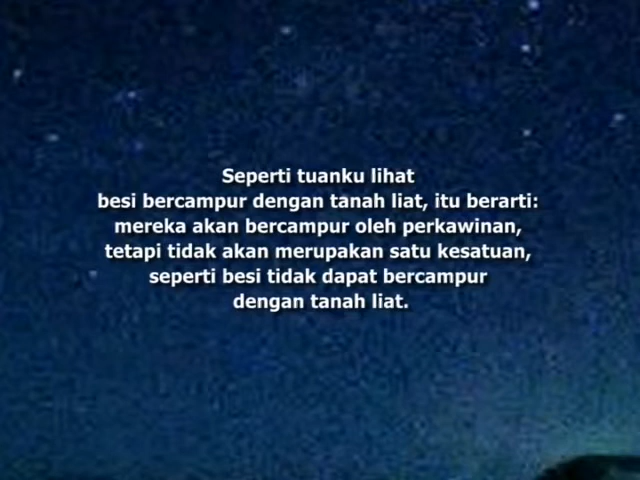 Seperti tuanku lihat
besi bercampur dengan tanah liat, itu berarti:
mereka akan bercampur oleh perkawinan,
tetapi tidak akan merupakan satu kesatuan,
seperti besi tidak dapat bercampur
dengan tanah liat.